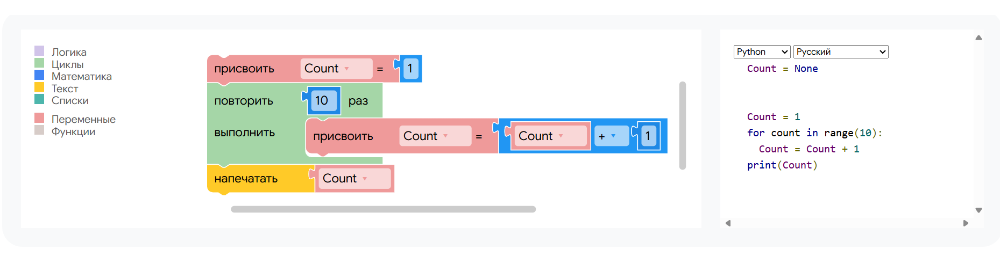 Логика
Циклы
Математика
Текст
Списки
Переменные
Функции
присвоить Count = 1
повторить 10 раз
выполнить присвоить Count = Count + 1
напечатать Count
Python Русский
Count = None
Count = 1
for count in range(10):
  Count = Count + 1
print(Count)